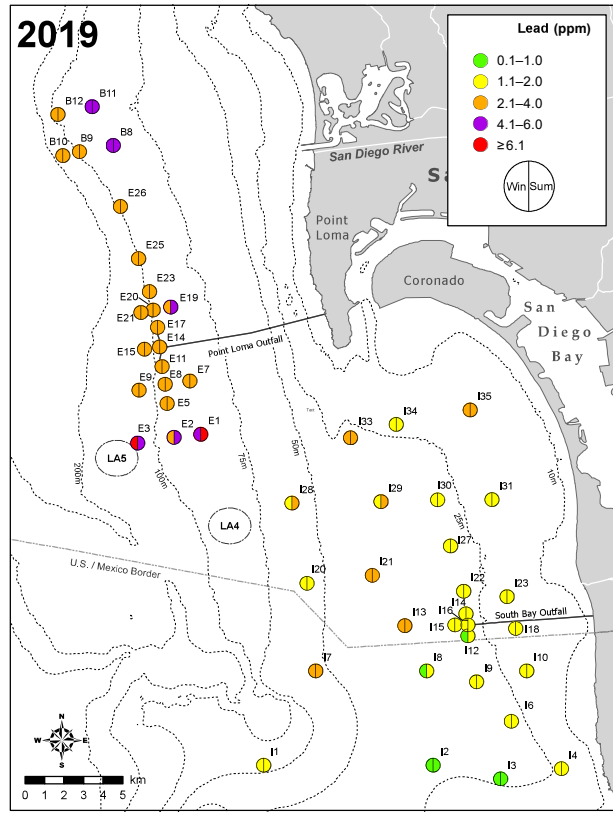 2019
Lead (ppm)
0.1–1.0
1.1–2.0
2.1–4.0
4.1–6.0
≥6.1
Win Sum
B11
B12
B8
B9
B10
San Diego River
Sa
E26
Point
Loma
E25
Coronado
E23
San
Diego
Bay
E20
E19
E21
E17
E14
Point Loma Outfall
E15
E11
E8
E7
E9
E5
I35
I34
I33
E3
E2
E1
LA5
200m
100m
75m
50m
10m
I28
I29
I30
I31
25m
LA4
I27
U.S. / Mexico Border
I20
I21
I22
I23
I14
I16
South Bay Outfall
I13
I15
I18
I12
I7
I8
I9
I10
I6
N
W
E
S
I1
I2
I3
I4
km
0 1 2 3 4 5